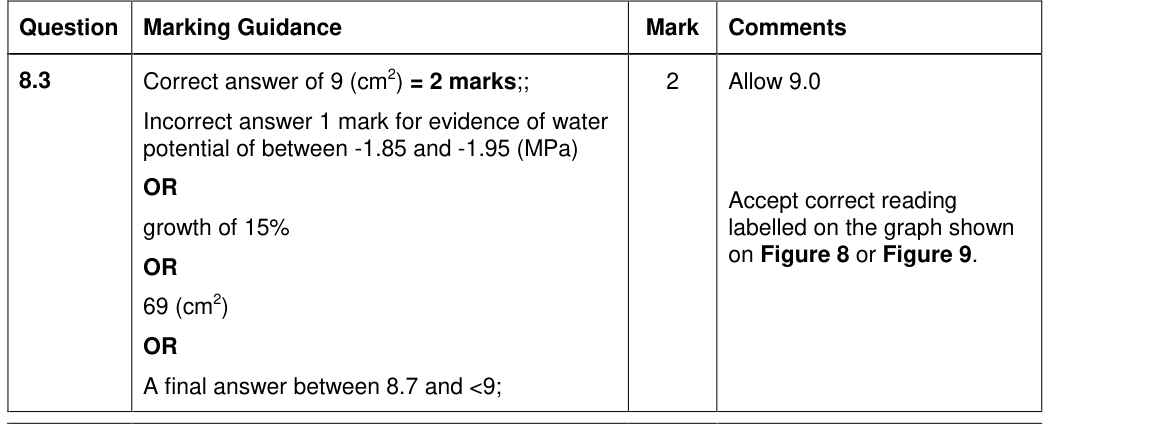 Question Marking Guidance Mark Comments
8.3 Correct answer of 9 (cm²) = 2 marks;; 2 Allow 9.0
Incorrect answer 1 mark for evidence of water
potential of between -1.85 and -1.95 (MPa)
OR
growth of 15%
OR
69 (cm²)
OR
A final answer between 8.7 and <9;
Accept correct reading
labelled on the graph shown
on Figure 8 or Figure 9.